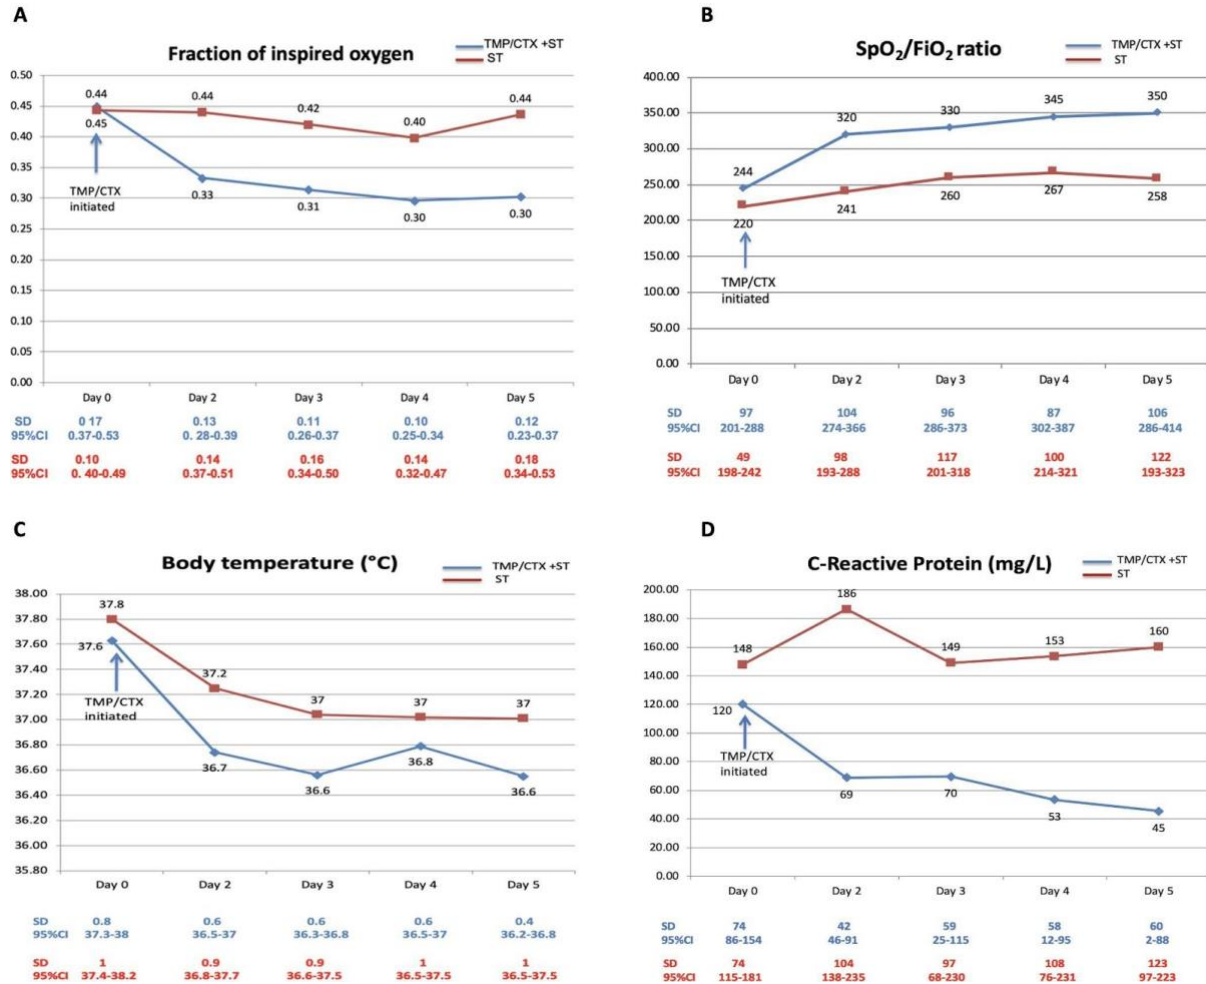 A
Fraction of inspired oxygen
TMP/CTX +ST
ST
0.50
0.45
0.40
0.35
0.30
0.25
0.20
0.15
0.10
0.05
0.00
0.44
0.44
0.42
0.40
0.44
0.45
0.33
0.31
0.30
0.30
TMP/CTX
initiated
Day 0 Day 2 Day 3 Day 4 Day 5
SD 0 17 0.13 0.11 0.10 0.12
95%CI 0.37-0.53 0. 28-0.39 0.26-0.37 0.25-0.34 0.23-0.37
SD 0.10 0.14 0.16 0.14 0.18
95%CI 0. 40-0.49 0.37-0.51 0.34-0.50 0.32-0.47 0.34-0.53
B
SpO₂/FiO₂ ratio
TMP/CTX +ST
ST
400.00
350.00
300.00
250.00
200.00
150.00
100.00
50.00
0.00
244
320
330
345
350
220
241
260
267
258
TMP/CTX
initiated
Day 0 Day 2 Day 3 Day 4 Day 5
SD 97 104 96 87 106
95%CI 201-288 274-366 286-373 302-387 286-414
SD 49 98 117 100 122
95%CI 198-242 193-288 201-318 214-321 193-323
C
Body temperature (°C)
TMP/CTX +ST
ST
38.00
37.80
37.60
37.40
37.20
37.00
36.80
36.60
36.40
36.20
36.00
35.80
37.8
37.2
37
37
37
37.6
36.7
36.6
36.8
36.6
TMP/CTX
initiated
Day 0 Day 2 Day 3 Day 4 Day 5
SD 0.8 0.6 0.6 0.6 0.4
95%CI 37.3-38 36.5-37 36.3-36.8 36.5-37 36.2-36.8
SD 1 0.9 0.9 1 1
95%CI 37.4-38.2 36.8-37.7 36.6-37.5 36.5-37.5 36.5-37.5
D
C-Reactive Protein (mg/L)
TMP/CTX +ST
ST
200.00
180.00
160.00
140.00
120.00
100.00
80.00
60.00
40.00
20.00
0.00
148
186
149
153
160
120
69
70
53
45
TMP/CTX
initiated
Day 0 Day 2 Day 3 Day 4 Day 5
SD 74 42 59 58 60
95%CI 86-154 46-91 25-115 12-95 2-88
SD 74 104 97 108 123
95%CI 115-181 138-235 68-230 76-231 97-223